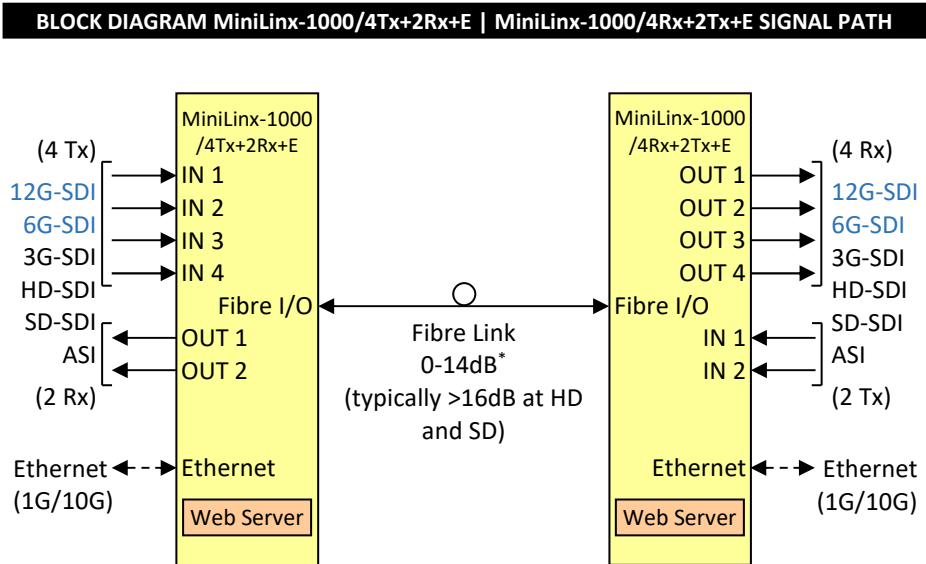 BLOCK DIAGRAM MiniLinx-1000/4Tx+2Rx+E | MiniLinx-1000/4Rx+2Tx+E SIGNAL PATH
(4 Tx)
12G-SDI
6G-SDI
3G-SDI
HD-SDI
SD-SDI
ASI
(2 Rx)
Ethernet
(1G/10G)
MiniLinx-1000
/4Tx+2Rx+E
IN 1
IN 2
IN 3
IN 4
Fibre I/O
OUT 1
OUT 2
Ethernet
Web Server
Fibre Link
0-14dB*
(typically >16dB at HD
and SD)
MiniLinx-1000
/4Rx+2Tx+E
OUT 1
OUT 2
OUT 3
OUT 4
Fibre I/O
IN 1
IN 2
Ethernet
Web Server
(4 Rx)
12G-SDI
6G-SDI
3G-SDI
HD-SDI
SD-SDI
ASI
(2 Tx)
Ethernet
(1G/10G)